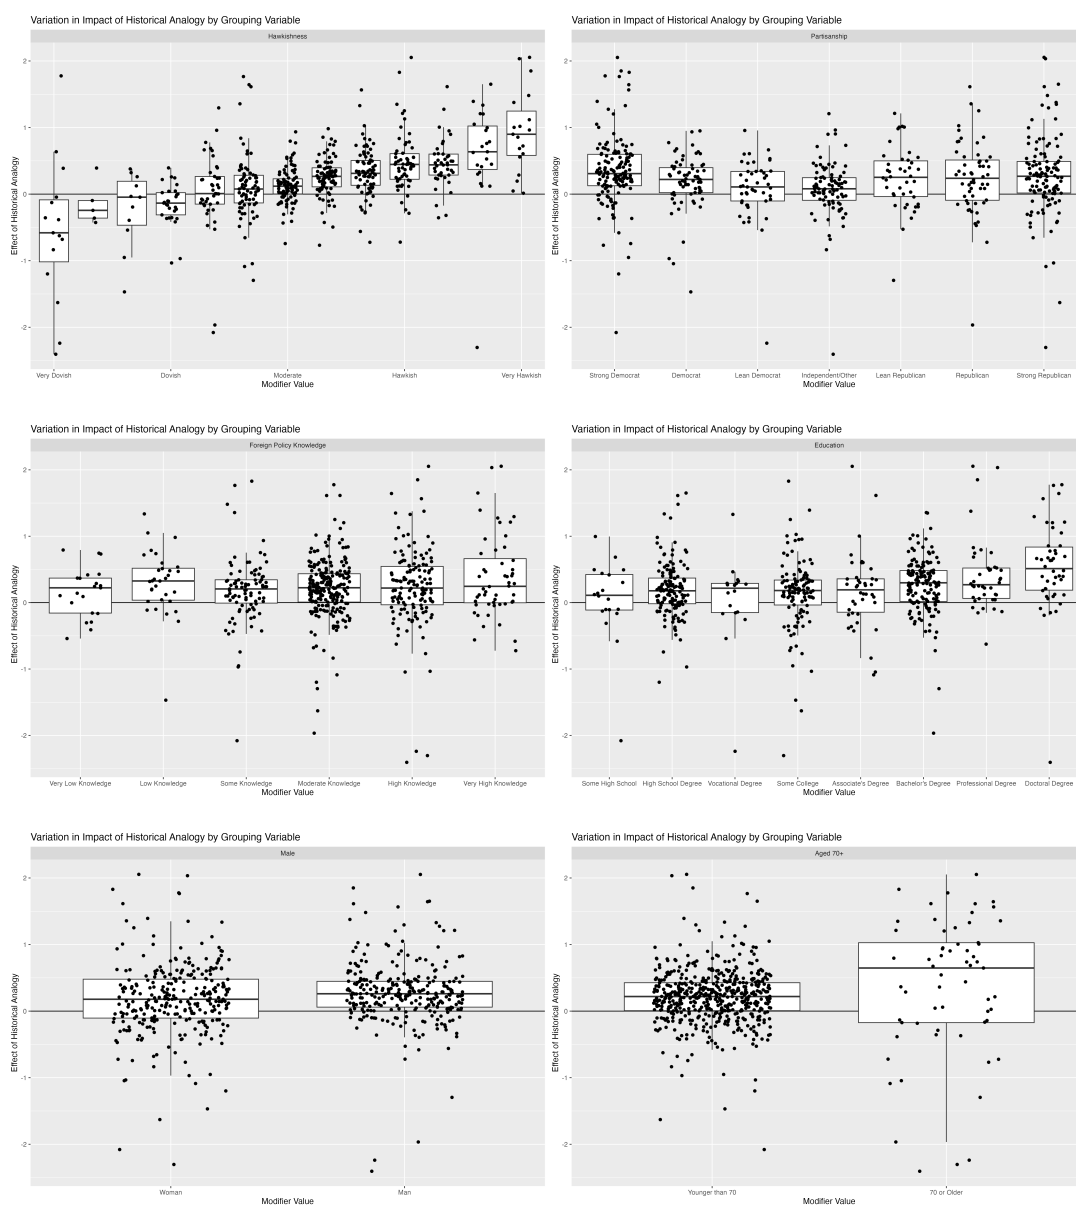 Variation in Impact of Historical Analogy by Grouping Variable
Hawkishness
Effect of Historical Analogy
2
1
0
-1
-2
Very Dovish Dovish Moderate Hawkish Very Hawkish
Modifier Value
Variation in Impact of Historical Analogy by Grouping Variable
Partisanship
Effect of Historical Analogy
2
1
0
-1
-2
Strong Democrat Democrat Lean Democrat Independent/Other Lean Republican Republican Strong Republican
Modifier Value
Variation in Impact of Historical Analogy by Grouping Variable
Foreign Policy Knowledge
Effect of Historical Analogy
2
1
0
-1
-2
Very Low Knowledge Low Knowledge Some Knowledge Moderate Knowledge High Knowledge Very High Knowledge
Modifier Value
Variation in Impact of Historical Analogy by Grouping Variable
Education
Effect of Historical Analogy
2
1
0
-1
-2
Some High School High School Degree Vocational Degree Some College Associate's Degree Bachelor's Degree Professional Degree Doctoral Degree
Modifier Value
Variation in Impact of Historical Analogy by Grouping Variable
Male
Effect of Historical Analogy
2
1
0
-1
-2
Woman Man
Modifier Value
Variation in Impact of Historical Analogy by Grouping Variable
Aged 70+
Effect of Historical Analogy
2
1
0
-1
-2
Younger than 70 70 or Older
Modifier Value